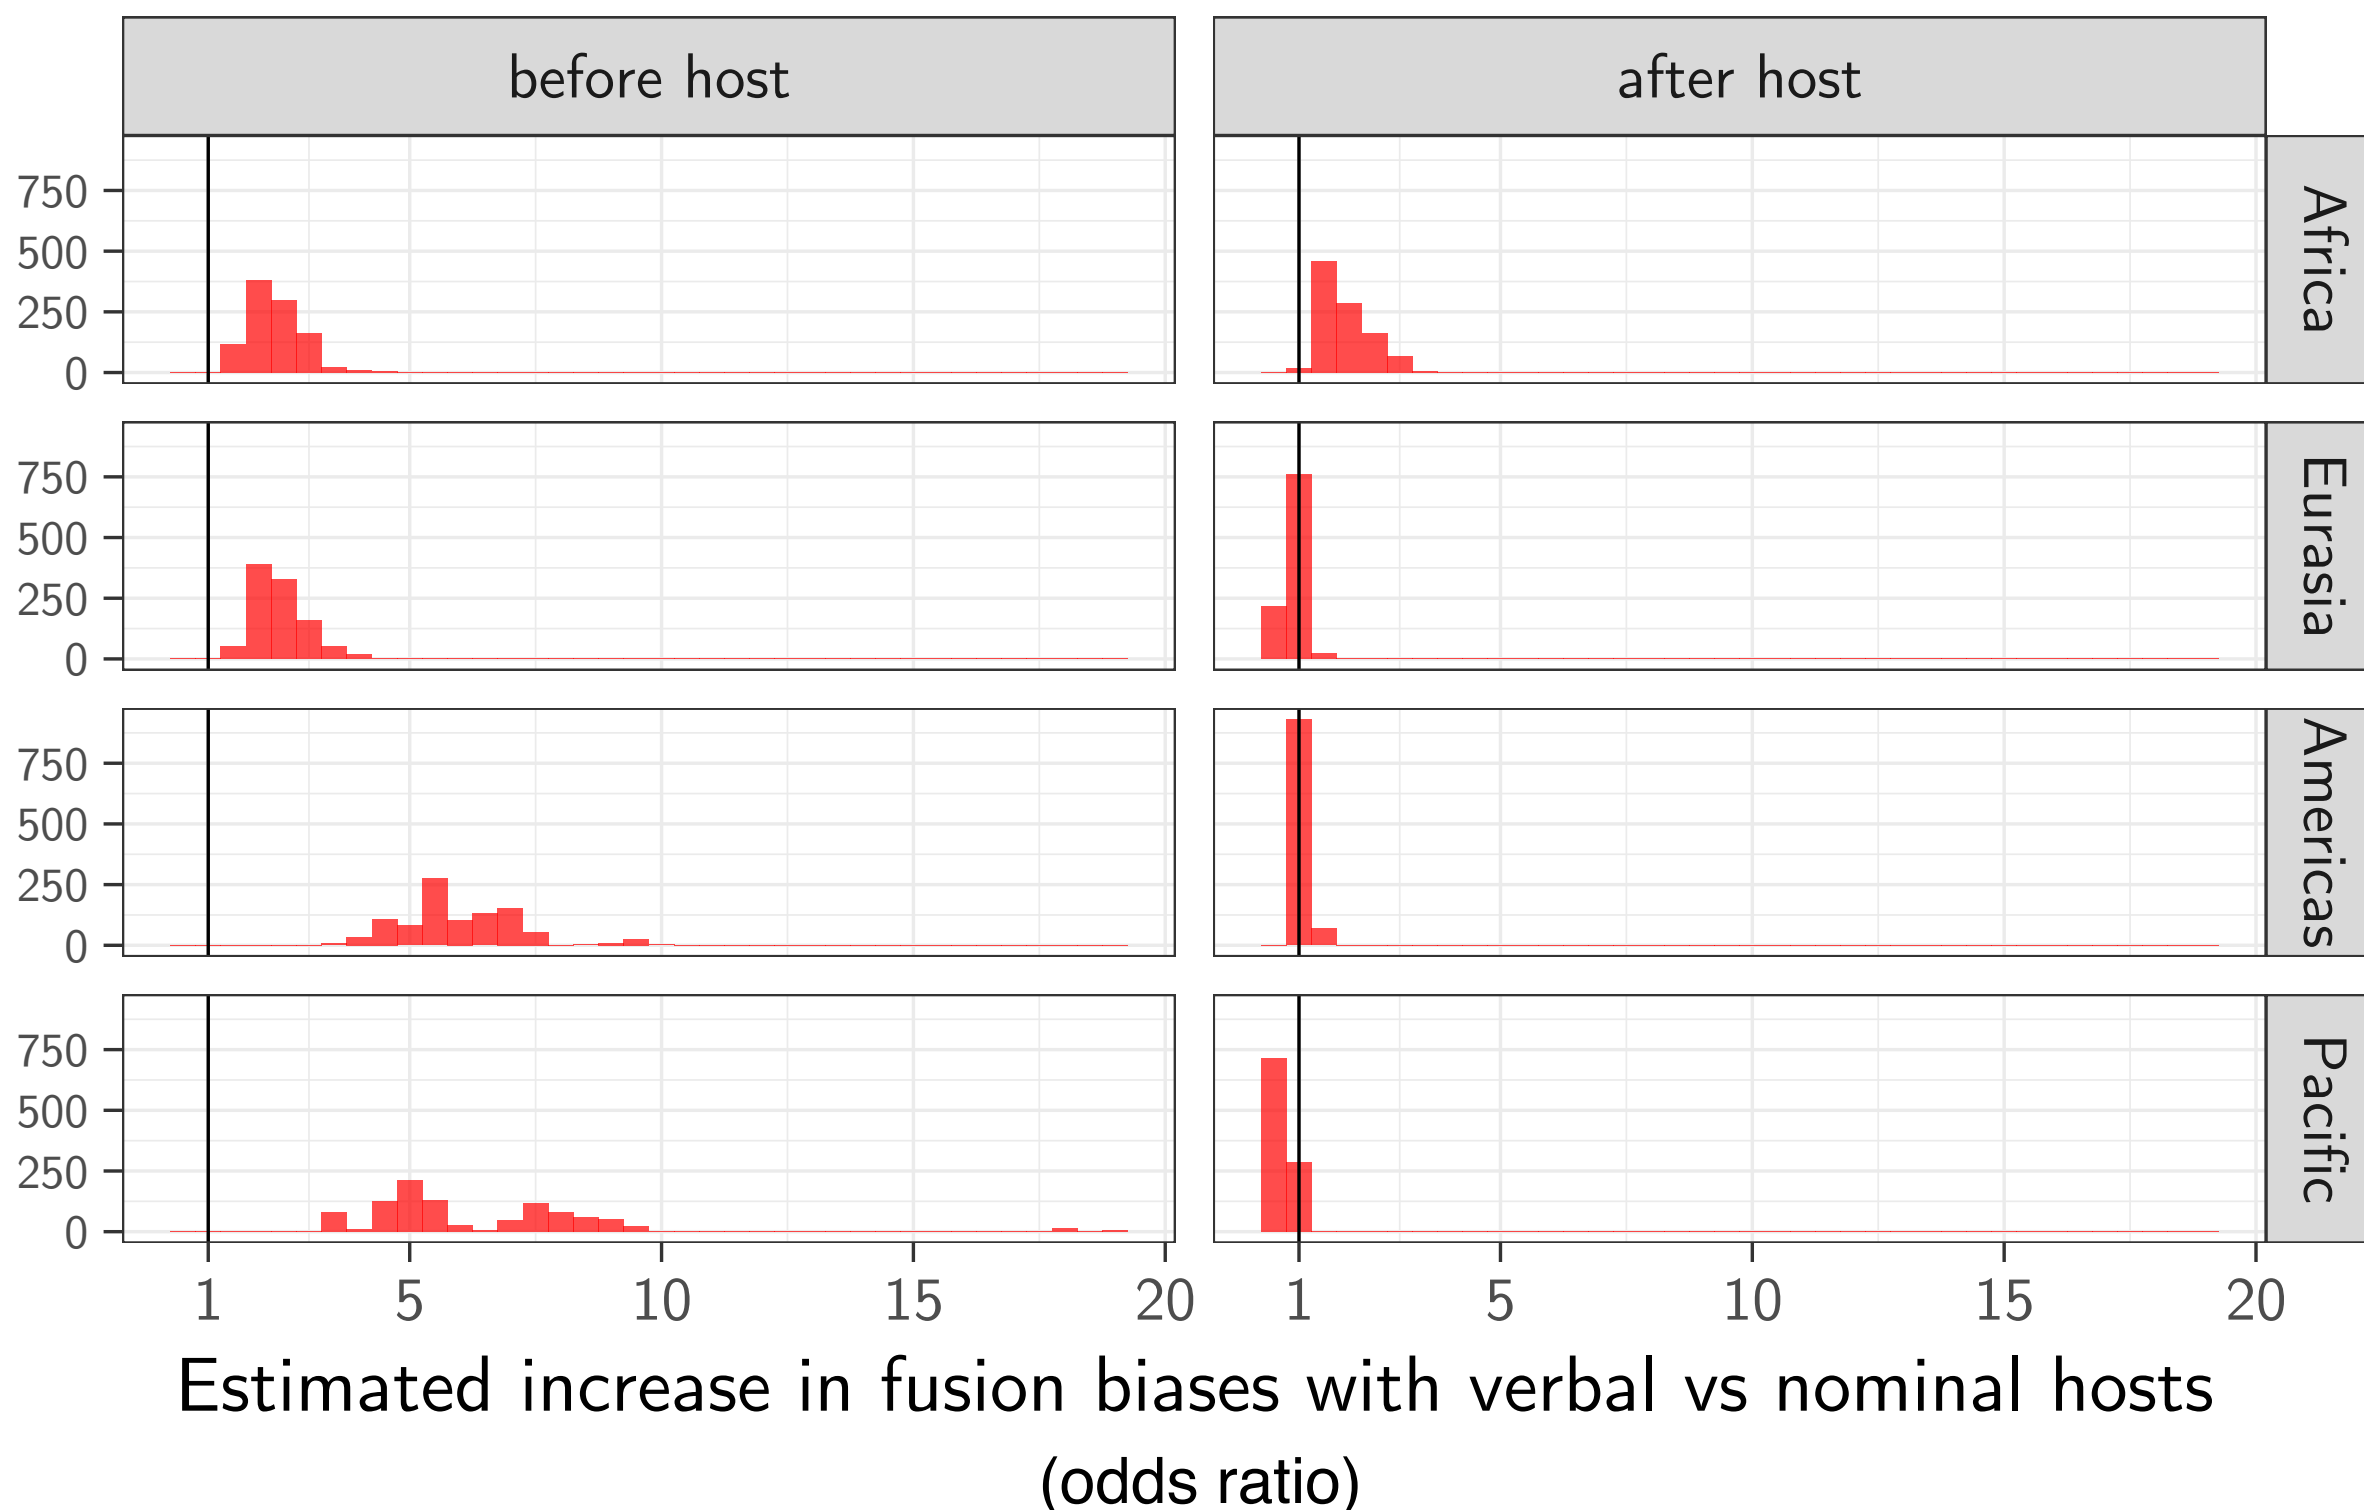 before host
after host
750
500
250
0
Africa
750
500
250
0
Eurasia
750
500
250
0
Americas
750
500
250
0
Pacific
1 5 10 15 20 1 5 10 15 20
Estimated increase in fusion biases with verbal vs nominal hosts
(odds ratio)